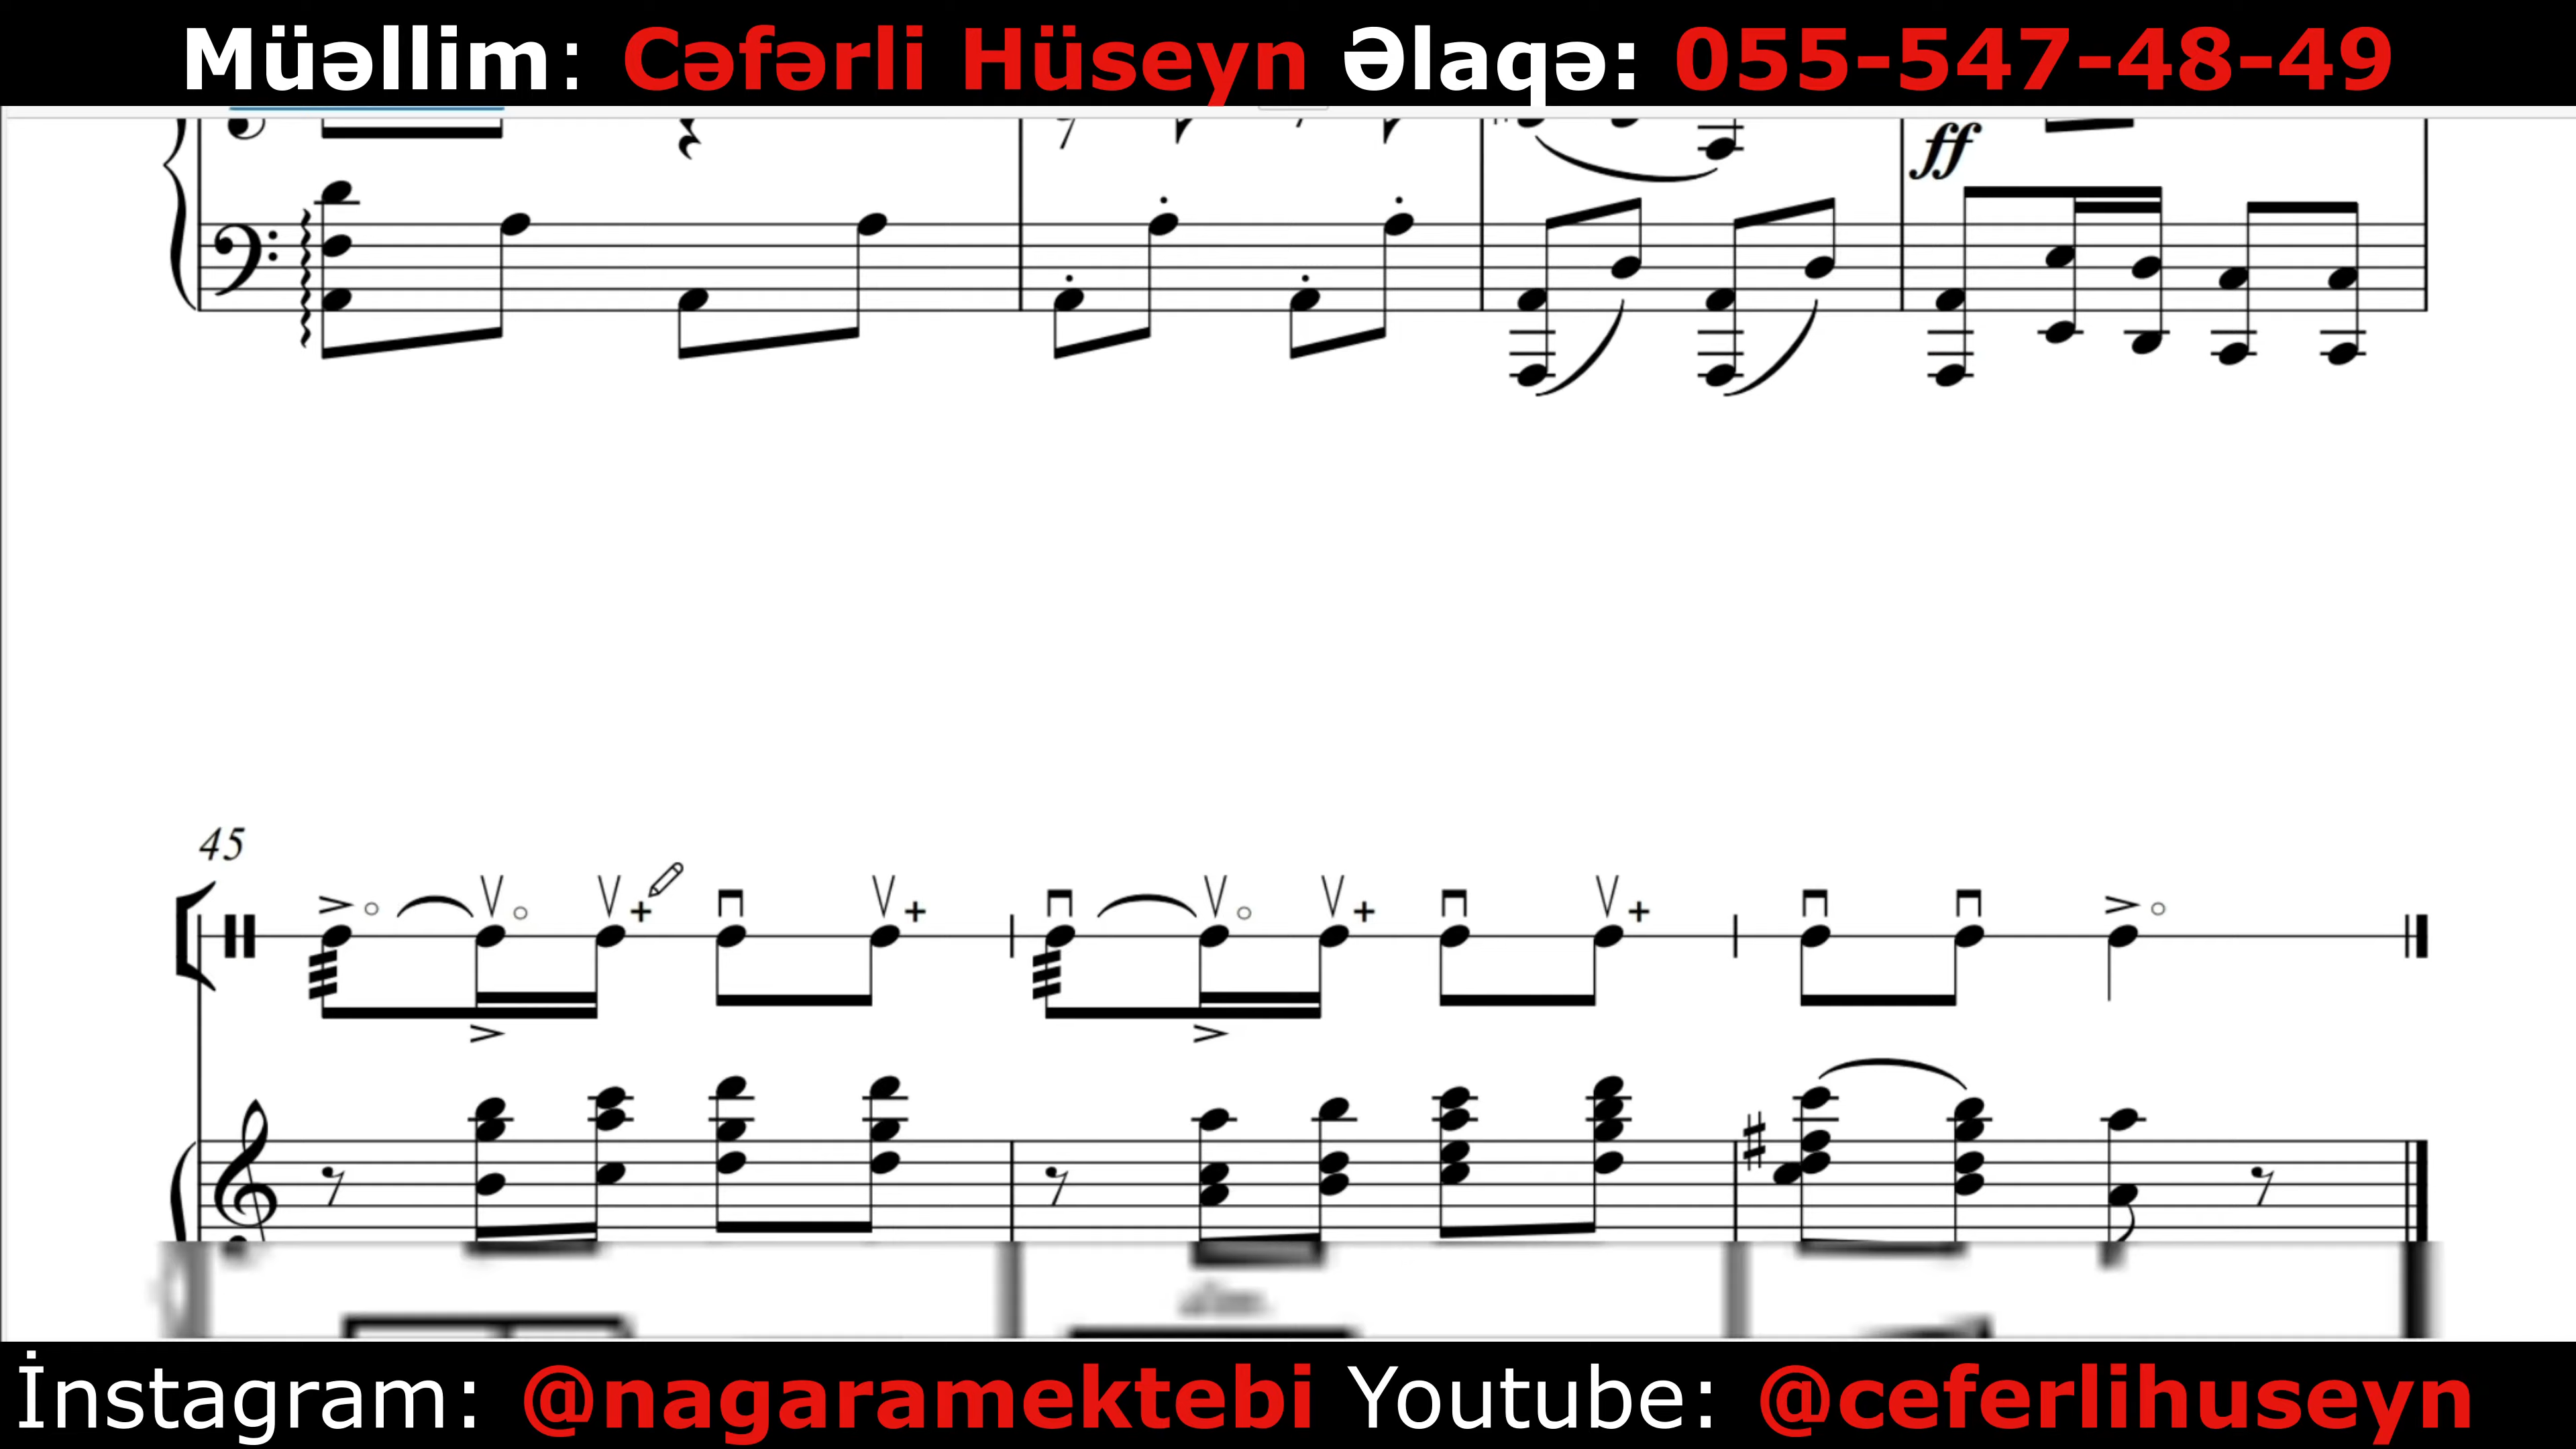 Müəllim: Cəfərli Hüseyn Əlaqə: 055-547-48-49
ff
45
İnstagram: @nagaramektebi Youtube: @ceferlihuseyn